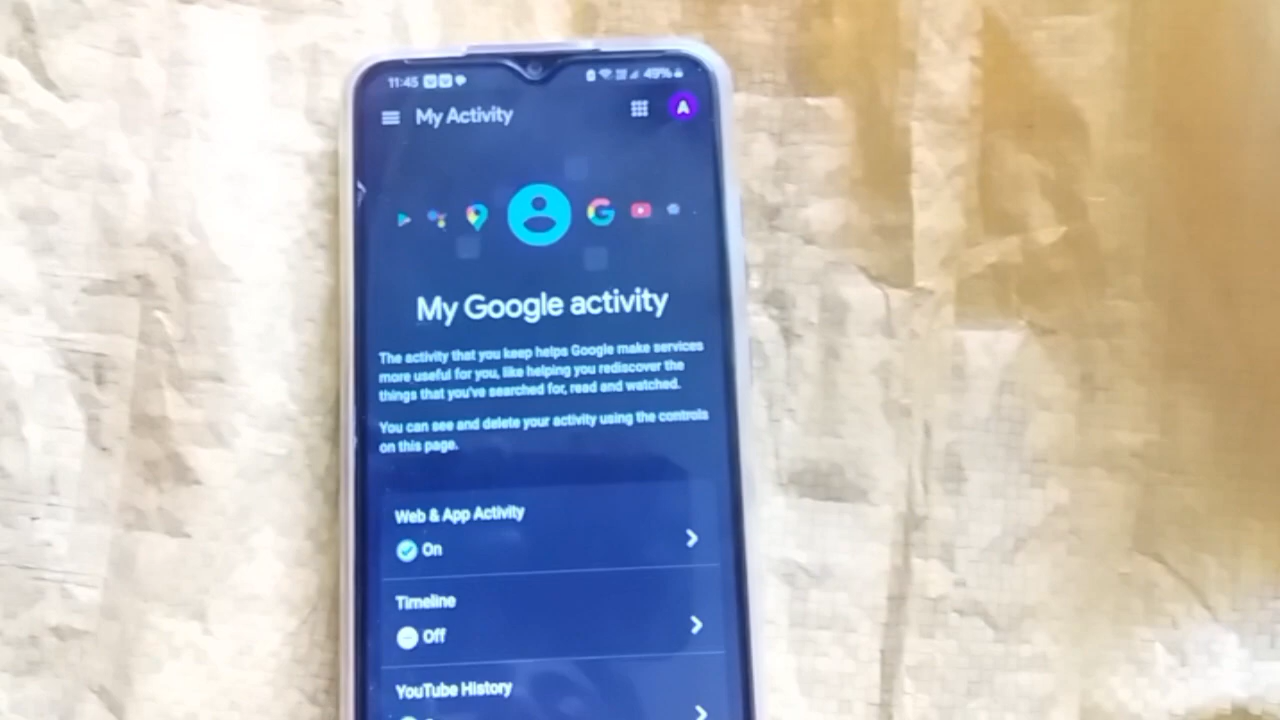 11:45
49%
My Activity
A
My Google activity
The activity that you keep helps Google make services
more useful for you, like helping you rediscover the
things that you've searched for, read and watched.
You can see and delete your activity using the controls
on this page.
Web & App Activity
On
Timeline
Off
YouTube History